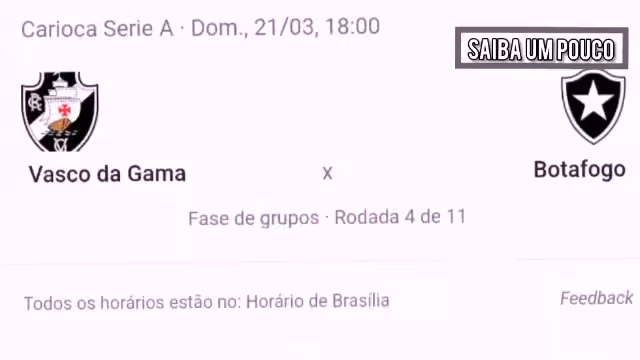 Carioca Serie A · Dom., 21/03, 18:00
SAIBA UM POUCO
Vasco da Gama x Botafogo
Fase de grupos · Rodada 4 de 11
Todos os horários estão no: Horário de Brasília
Feedback